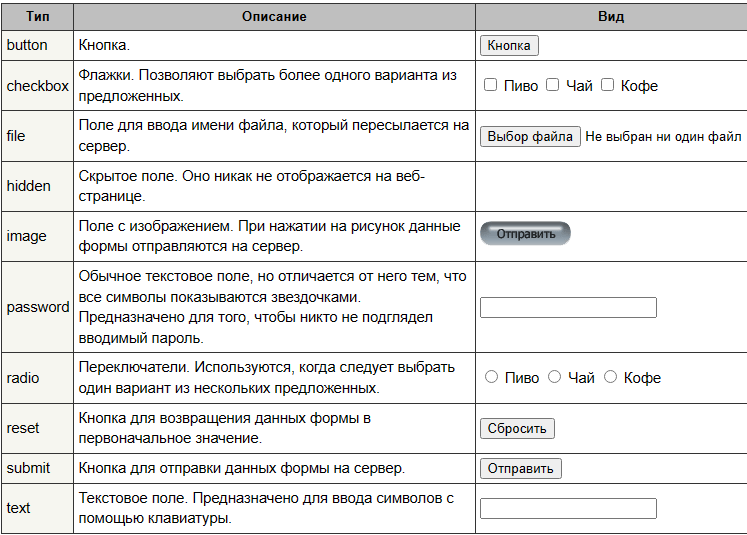 Тип Описание Вид
button Кнопка. Кнопка
checkbox Флажки. Позволяют выбрать более одного варианта из
предложенных. Пиво Чай Кофе
file Поле для ввода имени файла, который пересылается на
сервер. Выбор файла Не выбран ни один файл
hidden Скрытое поле. Оно никак не отображается на веб-
странице.
image Поле с изображением. При нажатии на рисунок данные
формы отправляются на сервер. Отправить
password Обычное текстовое поле, но отличается от него тем, что
все символы показываются звездочками.
Предназначено для того, чтобы никто не подглядел
вводимый пароль.
radio Переключатели. Используются, когда следует выбрать
один вариант из нескольких предложенных. Пиво Чай Кофе
reset Кнопка для возвращения данных формы в
первоначальное значение. Сбросить
submit Кнопка для отправки данных формы на сервер. Отправить
text Текстовое поле. Предназначено для ввода символов с
помощью клавиатуры.